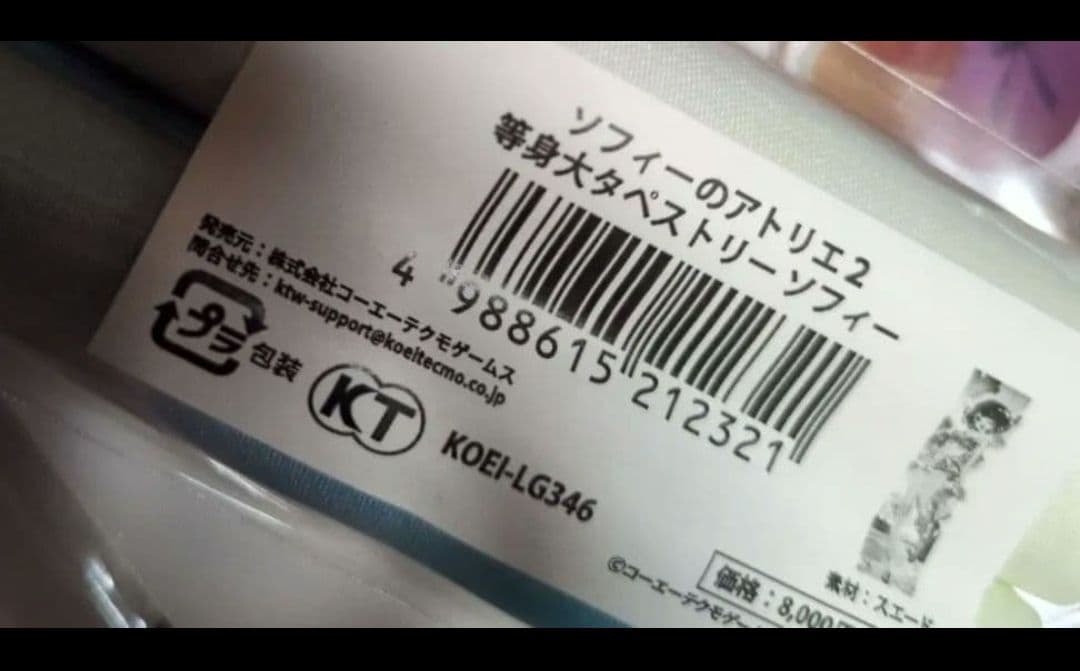 ソフィーのアトリエ2
等身大タペストリー ソフィー
4 988615 212321
発売元：株式会社コーエーテクモゲームス
問合せ先：ktw-support@koeitecmo.co.jp
プラ
包装
KT
KOEI-LG346
素材：スエード
価格：8,000
©コーエーテクモゲー